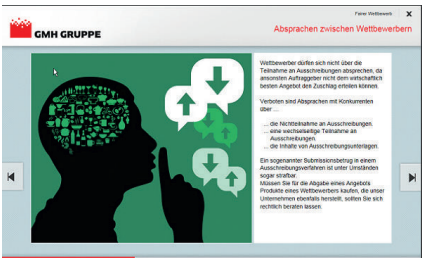 Fairer Wettbewerb X
GMH GRUPPE
Absprachen zwischen Wettbewerbern
Wettbewerber dürfen sich nicht über die
Teilnahme an Ausschreibungen absprechen, da
ansonsten Auftraggeber nicht dem wirtschaftlich
besten Angebot den Zuschlag erteilen können.
Verboten sind Absprachen mit Konkurrenten
über ...
... die Nichtteilnahme an Ausschreibungen.
... eine wechselseitige Teilnahme an
Ausschreibungen.
... die Inhalte von Ausschreibungsunterlagen.
Ein sogenannter Submissionsbetrug in einem
Ausschreibungsverfahren ist unter Umständen
sogar strafbar.
Müssen Sie für die Abgabe eines Angebots
Produkte eines Wettbewerbers kaufen, die unser
Unternehmen ebenfalls herstellt, sollten Sie sich
rechtlich beraten lassen.